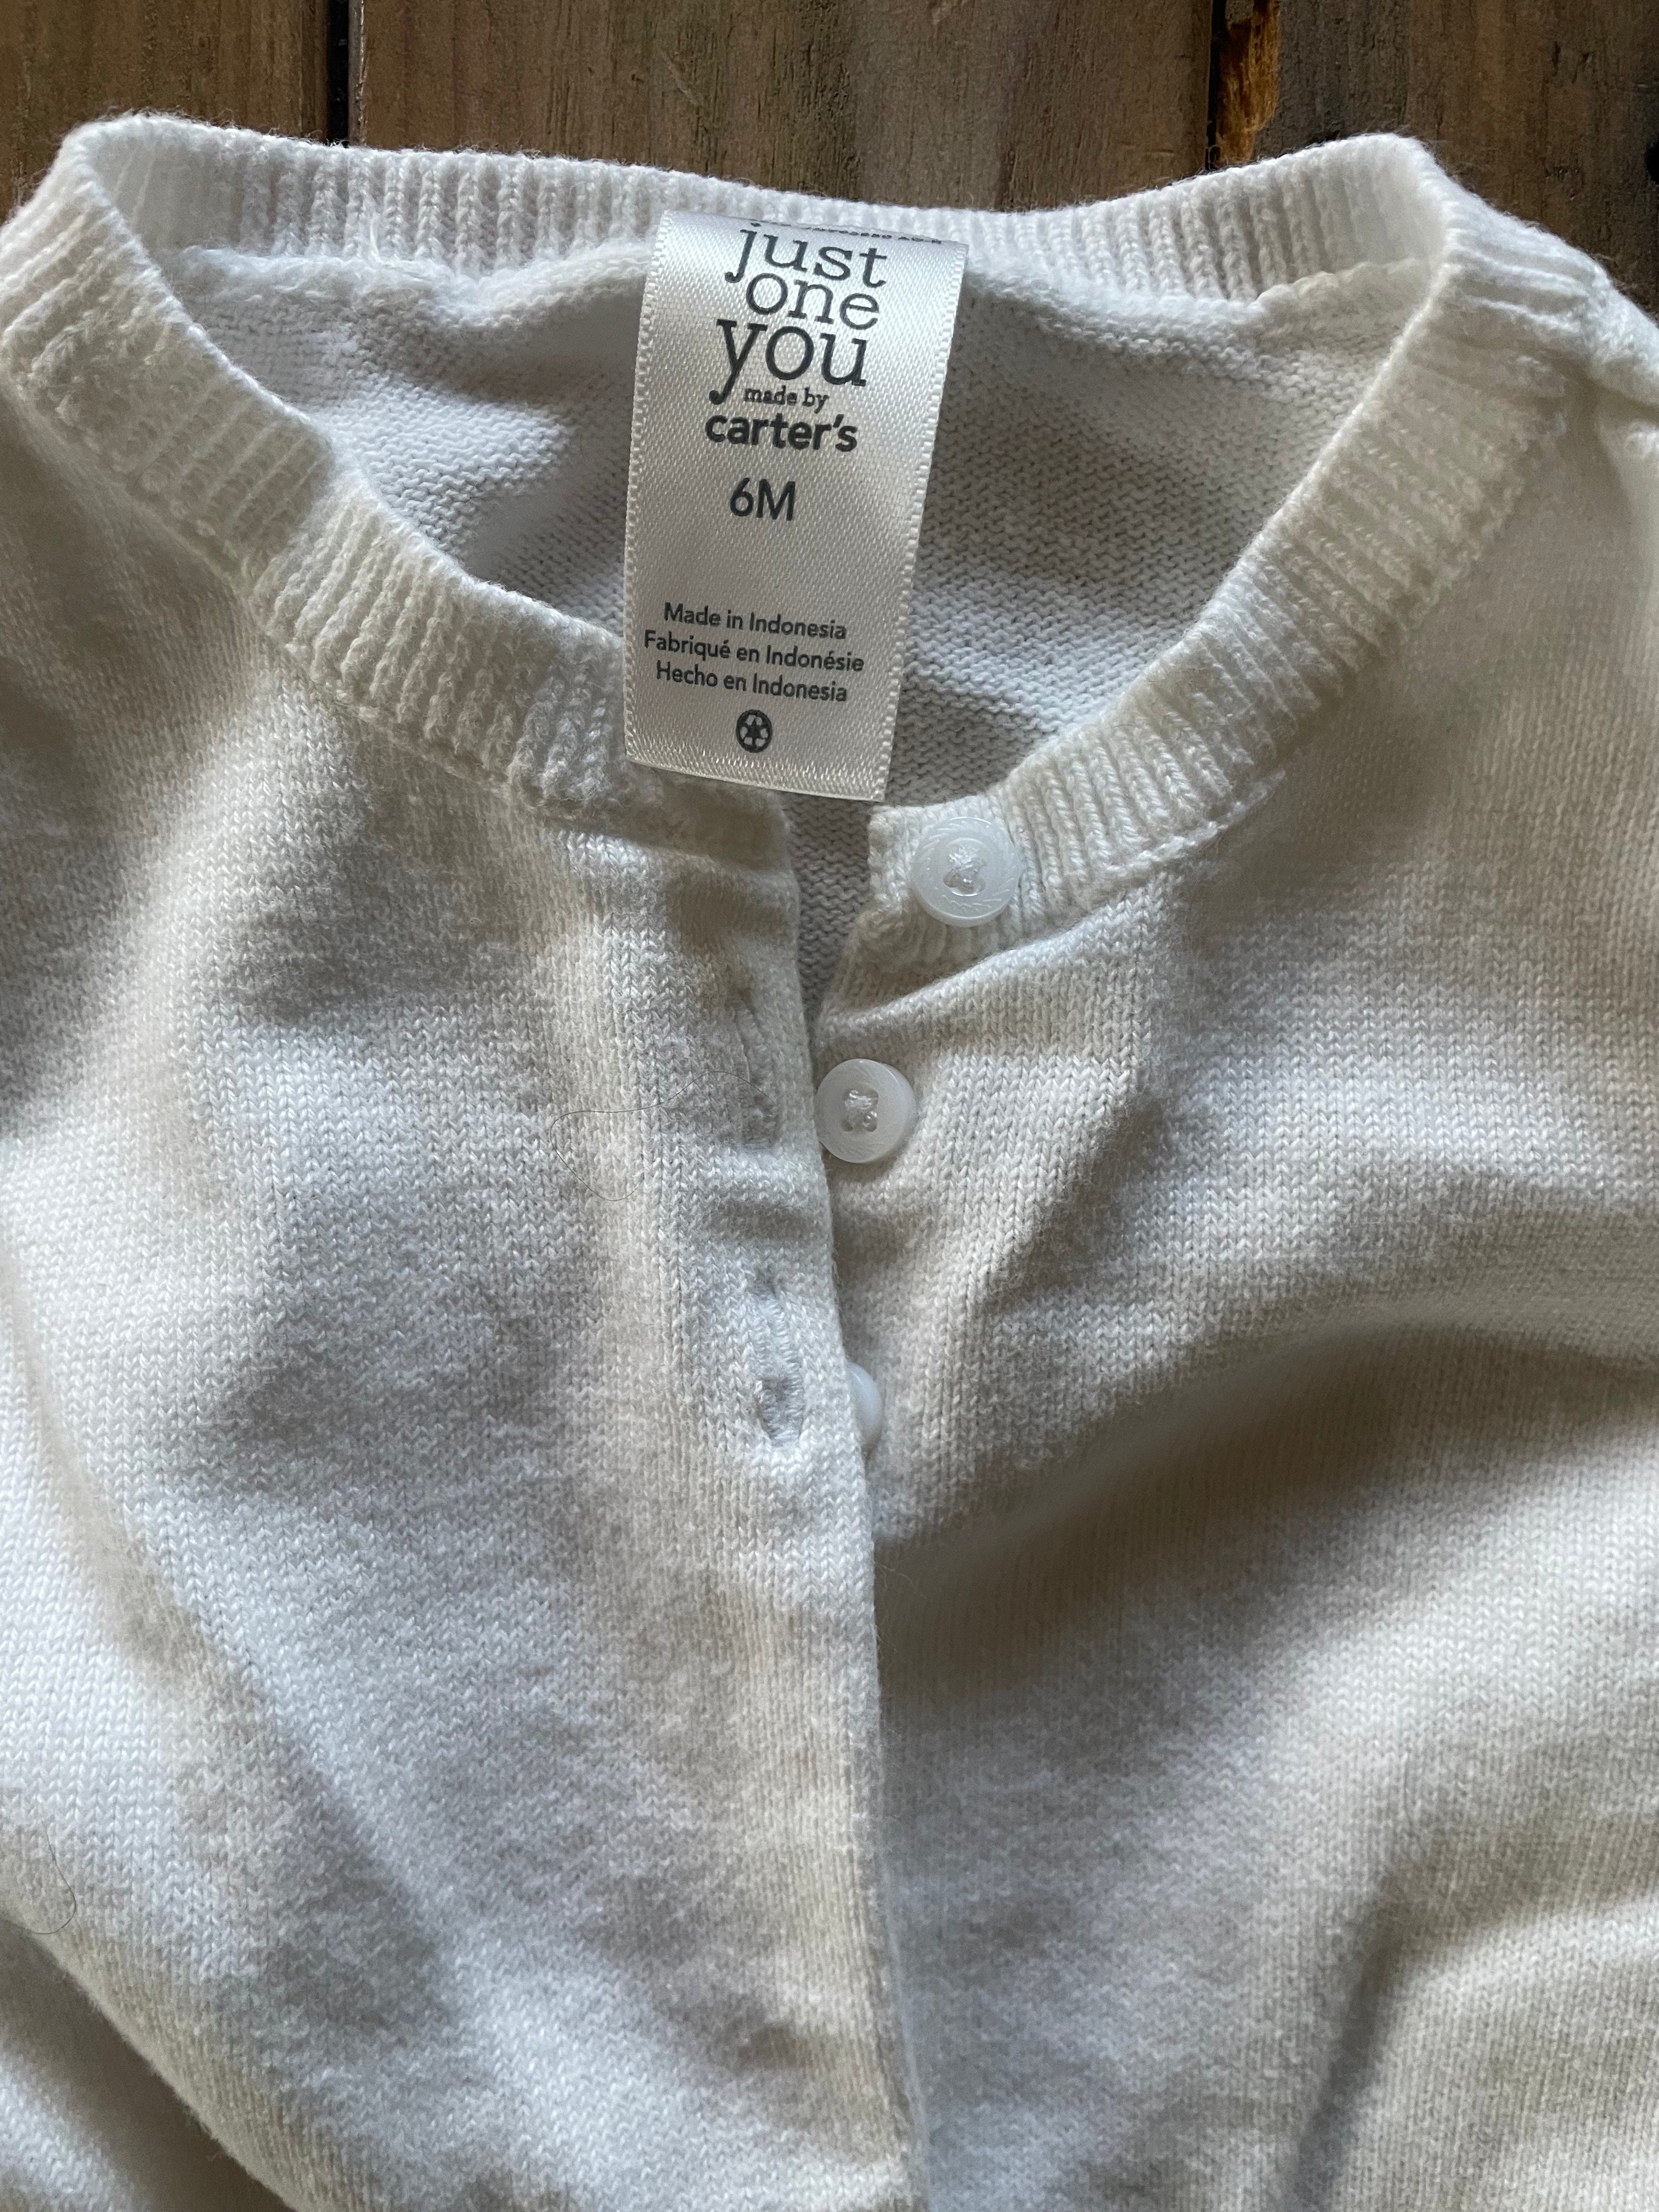 just
one
you
made by
carter's
6M
Made in Indonesia
Fabriqué en Indonésie
Hecho en Indonesia